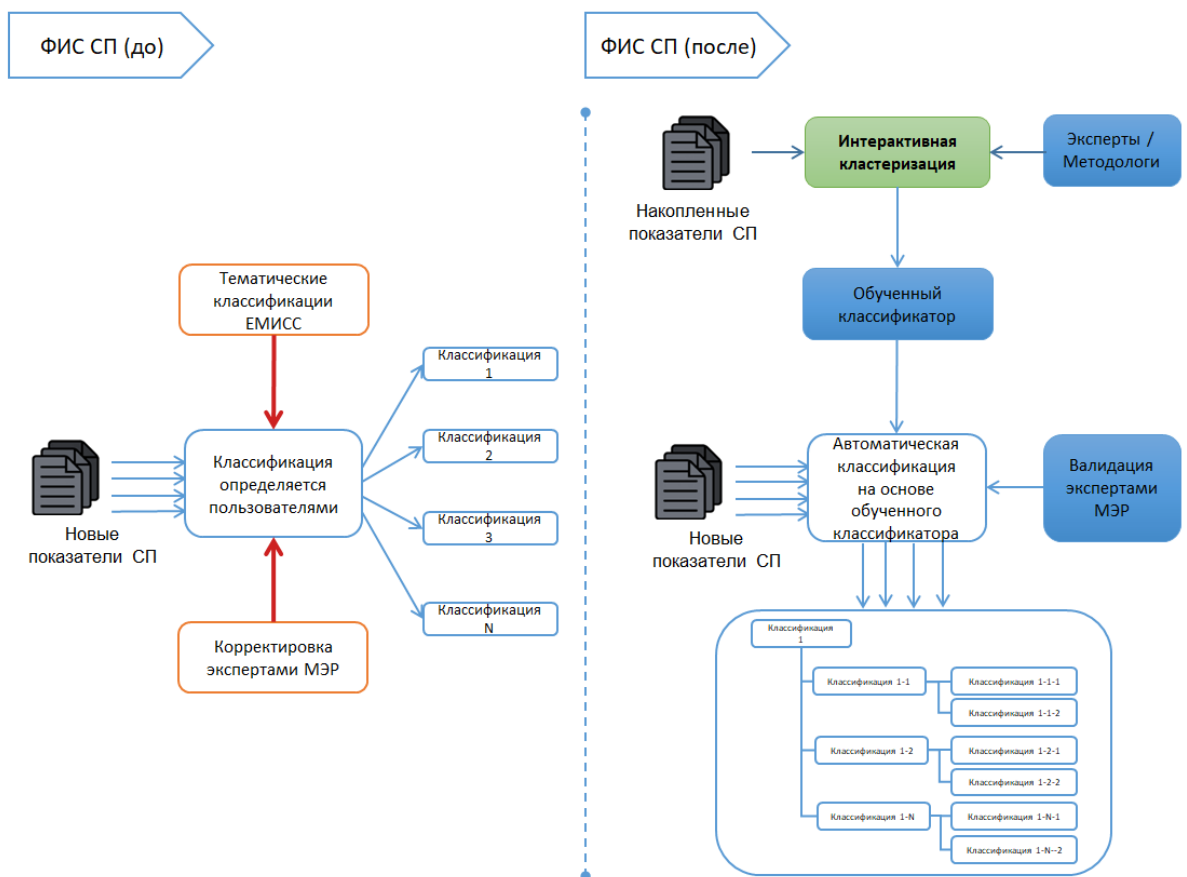 ФИС СП (до)
Тематические
классификации
ЕМИСС
Классификация
1
Классификация
2
Классификация
определяется
пользователями
Классификация
3
Новые
показатели СП
Классификация
N
Корректировка
экспертами МЭР
ФИС СП (после)
Интерактивная
кластеризация
Эксперты /
Методологи
Накопленные
показатели СП
Обученный
классификатор
Автоматическая
классификация
на основе
обученного
классификатора
Валидация
экспертами
МЭР
Новые
показатели СП
Классификация
1
Классификация 1-1
Классификация 1-1-1
Классификация 1-1-2
Классификация 1-2
Классификация 1-2-1
Классификация 1-2-2
Классификация 1-N
Классификация 1-N-1
Классификация 1-N--2